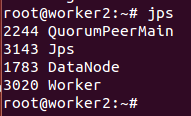 root@worker2:~# jps
2244 QuorumPeerMain
3143 Jps
1783 DataNode
3020 Worker
root@worker2:~#